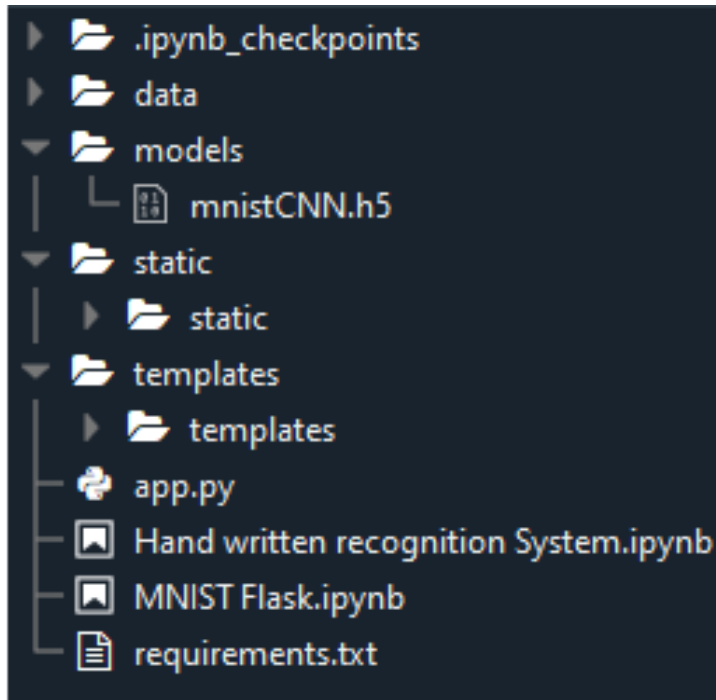 .ipynb_checkpoints
data
models
mnistCNN.h5
static
static
templates
templates
app.py
Hand written recognition System.ipynb
MNIST Flask.ipynb
requirements.txt